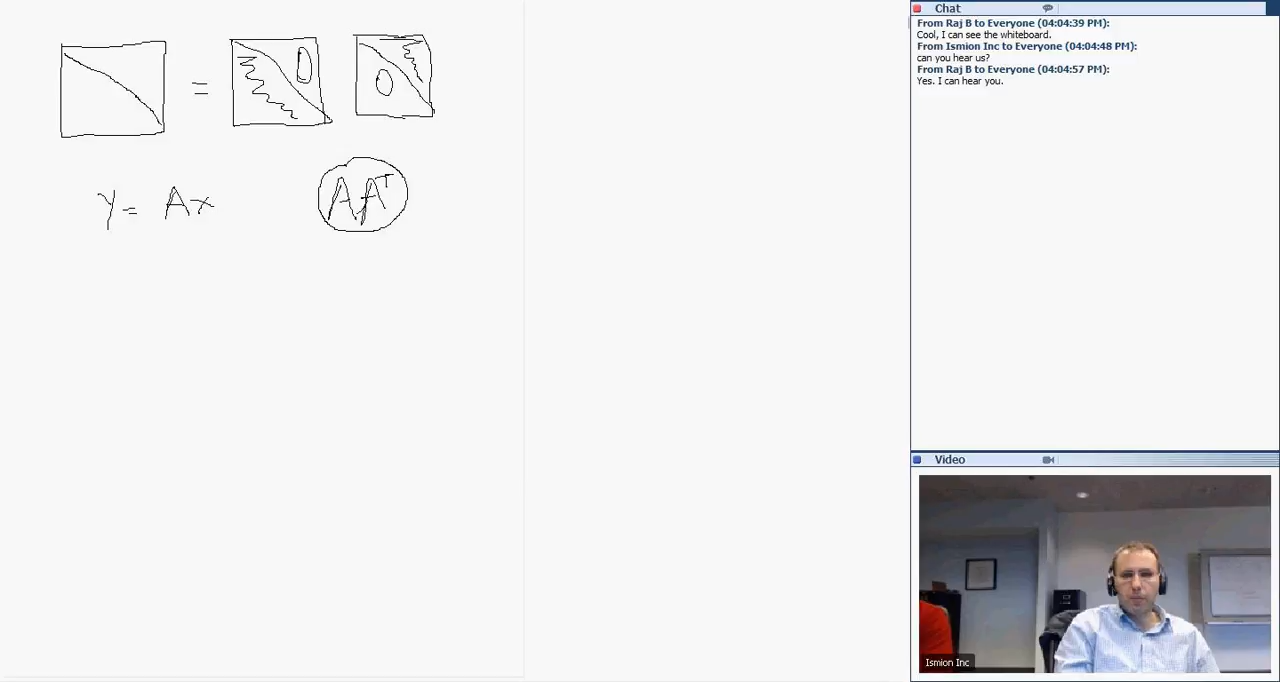 =
O
O
y = Ax
AAᵀ
Chat
From Raj B to Everyone (04:04:39 PM):
Cool, I can see the whiteboard.
From Ismion Inc to Everyone (04:04:48 PM):
can you hear us?
From Raj B to Everyone (04:04:57 PM):
Yes. I can hear you.
Video
Ismion Inc